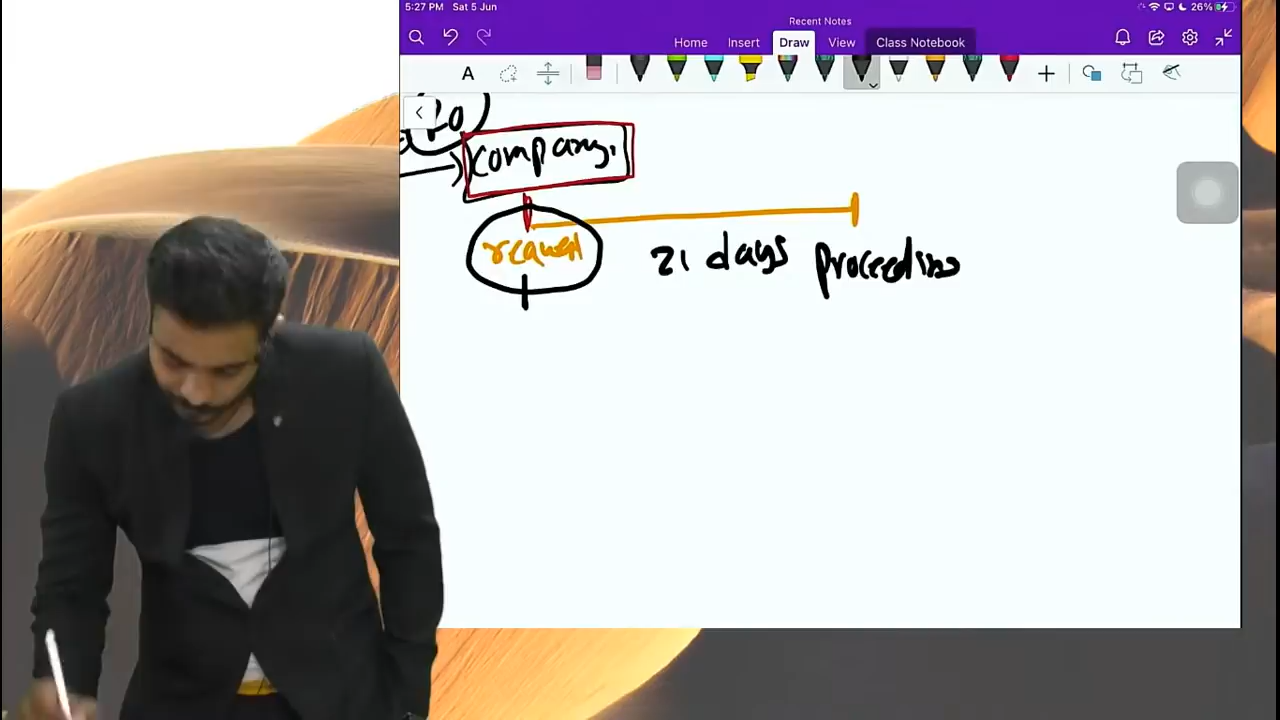 5:27 PM Sat 5 Jun
26%
Recent Notes
Home Insert Draw View Class Notebook
A
Company.
request
21 days proceedings